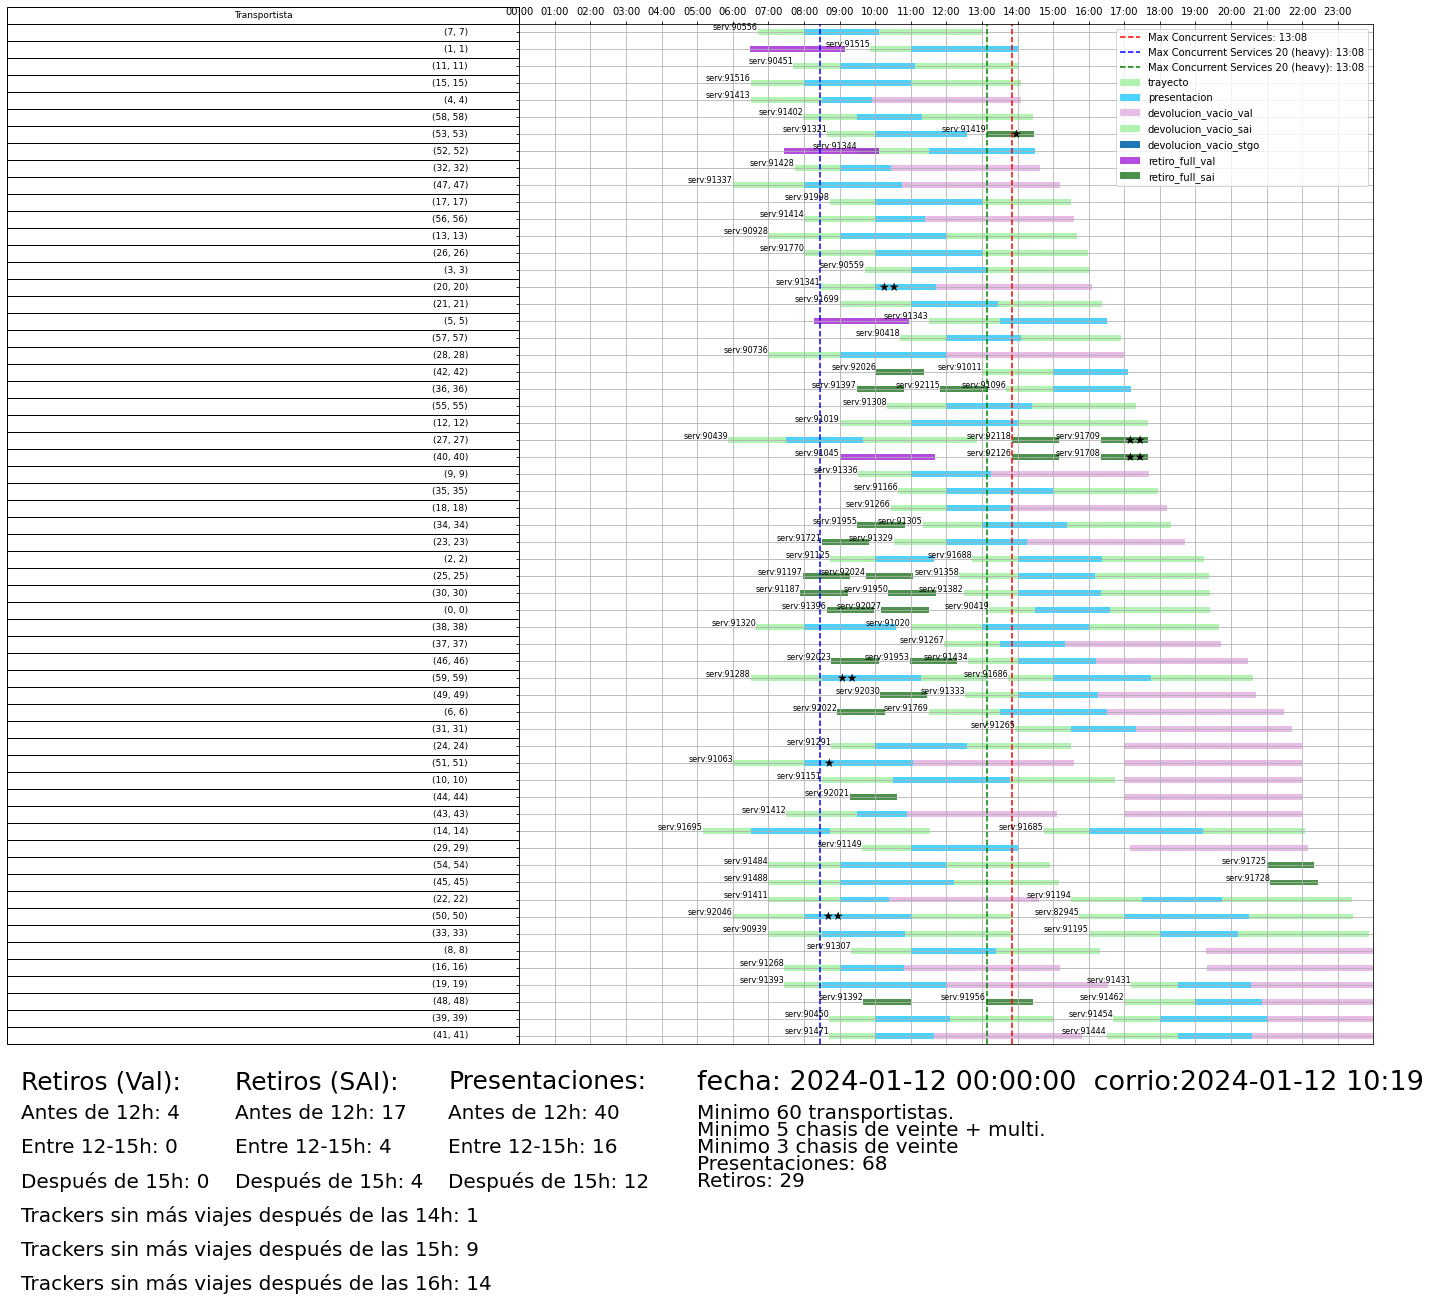 Transportista
00:00 01:00 02:00 03:00 04:00 05:00 06:00 07:00 08:00 09:00 10:00 11:00 12:00 13:00 14:00 15:00 16:00 17:00 18:00 19:00 20:00 21:00 22:00 23:00
Max Concurrent Services: 13:08
Max Concurrent Services 20 (heavy): 13:08
Max Concurrent Services 20 (heavy): 13:08
trayecto
presentacion
devolucion_vacio_val
devolucion_vacio_sai
devolucion_vacio_stgo
retiro_full_val
retiro_full_sai
(7, 7) serv:90556
(1, 1) serv:91515
(11, 11) serv:90451
(15, 15) serv:91516
(4, 4) serv:91413
(58, 58) serv:91402
(53, 53) serv:91321 serv:91419
(52, 52) serv:91344
(32, 32) serv:91428
(47, 47) serv:91337
(17, 17) serv:91998
(56, 56) serv:91414
(13, 13) serv:90928
(26, 26) serv:91770
(3, 3) serv:90559
(20, 20) serv:91341
(21, 21) serv:91699
(5, 5) serv:91343
(57, 57) serv:90418
(28, 28) serv:90736
(42, 42) serv:92026 serv:91011
(36, 36) serv:91397 serv:92115 serv:91096
(55, 55) serv:91308
(12, 12) serv:91019
(27, 27) serv:90439 serv:92118 serv:91709
(40, 40) serv:91045 serv:92126 serv:91708
(9, 9) serv:91336
(35, 35) serv:91166
(18, 18) serv:91266
(34, 34) serv:91955 serv:91305
(23, 23) serv:91721 serv:91329
(2, 2) serv:91125 serv:91688
(25, 25) serv:91197 serv:92024 serv:91358
(30, 30) serv:91187 serv:91950 serv:91382
(0, 0) serv:91396 serv:92027 serv:90419
(38, 38) serv:91320 serv:91020
(37, 37) serv:91267
(46, 46) serv:92023 serv:91953 serv:91434
(59, 59) serv:91288 serv:91686
(49, 49) serv:92030 serv:91333
(6, 6) serv:92022 serv:91769
(31, 31) serv:91265
(24, 24) serv:91291
(51, 51) serv:91063
(10, 10) serv:91151
(44, 44) serv:92021
(43, 43) serv:91412
(14, 14) serv:91695 serv:91685
(29, 29) serv:91149
(54, 54) serv:91484 serv:91725
(45, 45) serv:91488 serv:91728
(22, 22) serv:91411 serv:91194
(50, 50) serv:92046 serv:82945
(33, 33) serv:90939 serv:91195
(8, 8) serv:91307
(16, 16) serv:91268
(19, 19) serv:91393 serv:91431
(48, 48) serv:91392 serv:91956 serv:91462
(39, 39) serv:90450 serv:91454
(41, 41) serv:91471 serv:91444
Retiros (Val):
Antes de 12h: 4
Entre 12-15h: 0
Después de 15h: 0
Retiros (SAI):
Antes de 12h: 17
Entre 12-15h: 4
Después de 15h: 4
Presentaciones:
Antes de 12h: 40
Entre 12-15h: 16
Después de 15h: 12
fecha: 2024-01-12 00:00:00 corrio:2024-01-12 10:19
Minimo 60 transportistas.
Minimo 5 chasis de veinte + multi.
Minimo 3 chasis de veinte
Presentaciones: 68
Retiros: 29
Trackers sin más viajes después de las 14h: 1
Trackers sin más viajes después de las 15h: 9
Trackers sin más viajes después de las 16h: 14